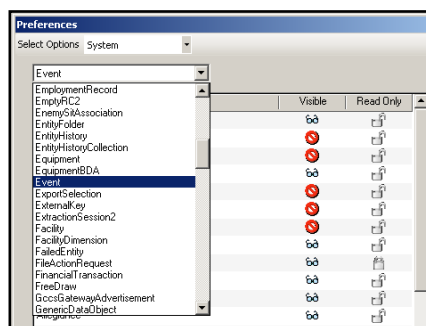 Preferences
Select Options System
Event
Visible Read Only
EmploymentRecord
EmptyRC2
EnemySitAssociation
EntityFolder
EntityHistory
EntityHistoryCollection
Equipment
EquipmentBDA
Event
ExportSelection
ExternalKey
ExtractionSession2
Facility
FacilityDimension
FailedEntity
FileActionRequest
FinancialTransaction
FreeDraw
GccsGatewayAdvertisement
GenericDataObject